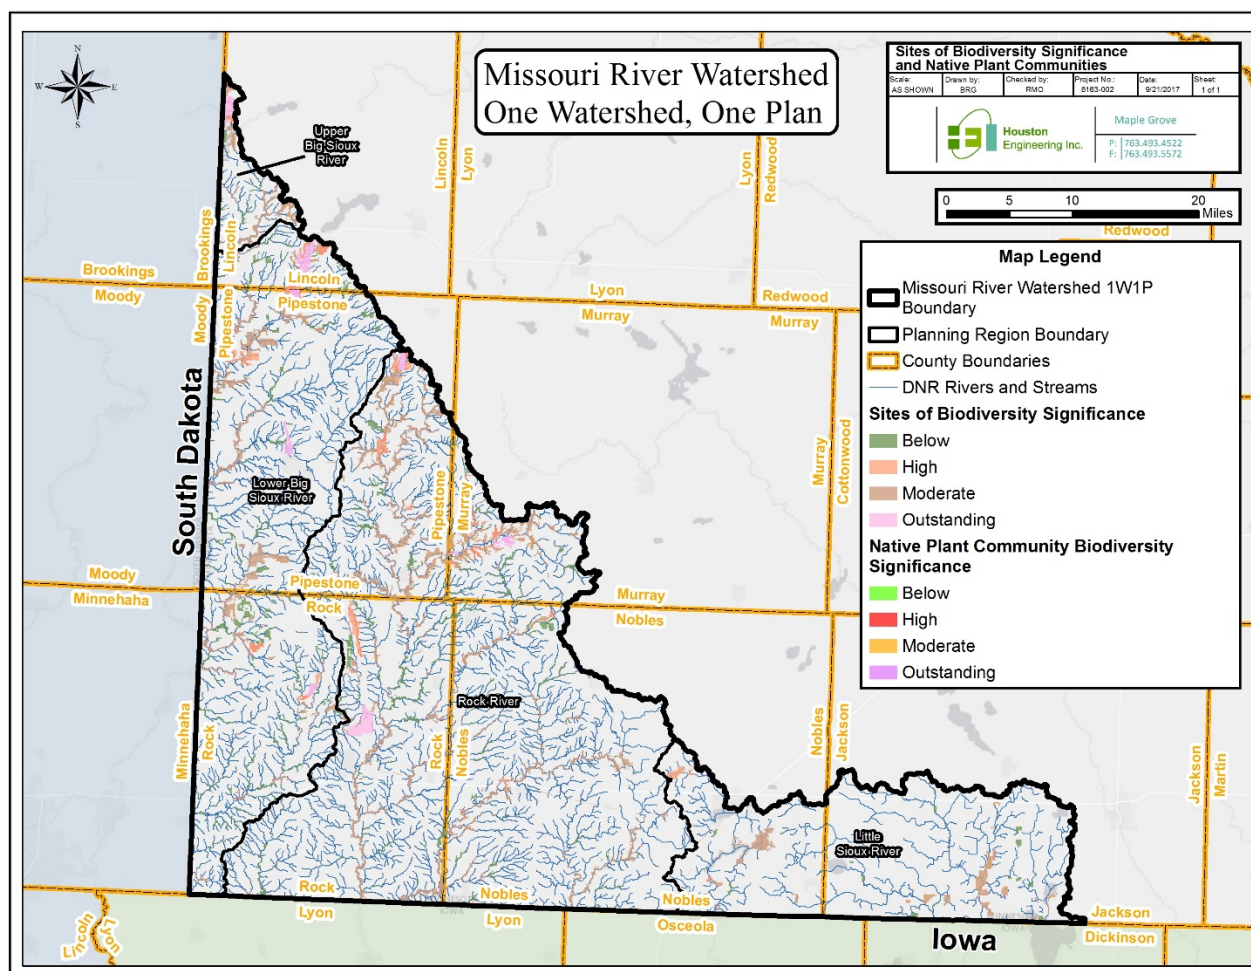 N
W
E
S
Missouri River Watershed
One Watershed, One Plan
Sites of Biodiversity Significance
and Native Plant Communities
Scale:
AS SHOWN
Drawn by:
BRG
Checked by:
RMO
Project No.:
6163-002
Date:
9/21/2017
Sheet:
1 of 1
Houston
Engineering Inc.
Maple Grove
P: 763.493.4522
F: 763.493.5572
0 5 10 20
Miles
Map Legend
Missouri River Watershed 1W1P
Boundary
Planning Region Boundary
County Boundaries
DNR Rivers and Streams
Sites of Biodiversity Significance
Below
High
Moderate
Outstanding
Native Plant Community Biodiversity
Significance
Below
High
Moderate
Outstanding
Upper
Big Sioux
River
Lincoln
Lyon
Lyon
Redwood
Redwood
Brookings
Lincoln
Brookings
Moody
Lincoln
Pipestone
Lyon
Murray
Redwood
Murray
Moody
Pipestone
South Dakota
Lower Big
Sioux River
Pipestone
Murray
Murray
Cottonwood
Moody
Minnehaha
Pipestone
Rock
Murray
Nobles
Rock River
Minnehaha
Rock
Rock
Nobles
Nobles
Jackson
Jackson
Martin
Little
Sioux River
Rock
Lyon
Nobles
Lyon
Nobles
Osceola
Jackson
Dickinson
Lincoln
Lyon
Iowa